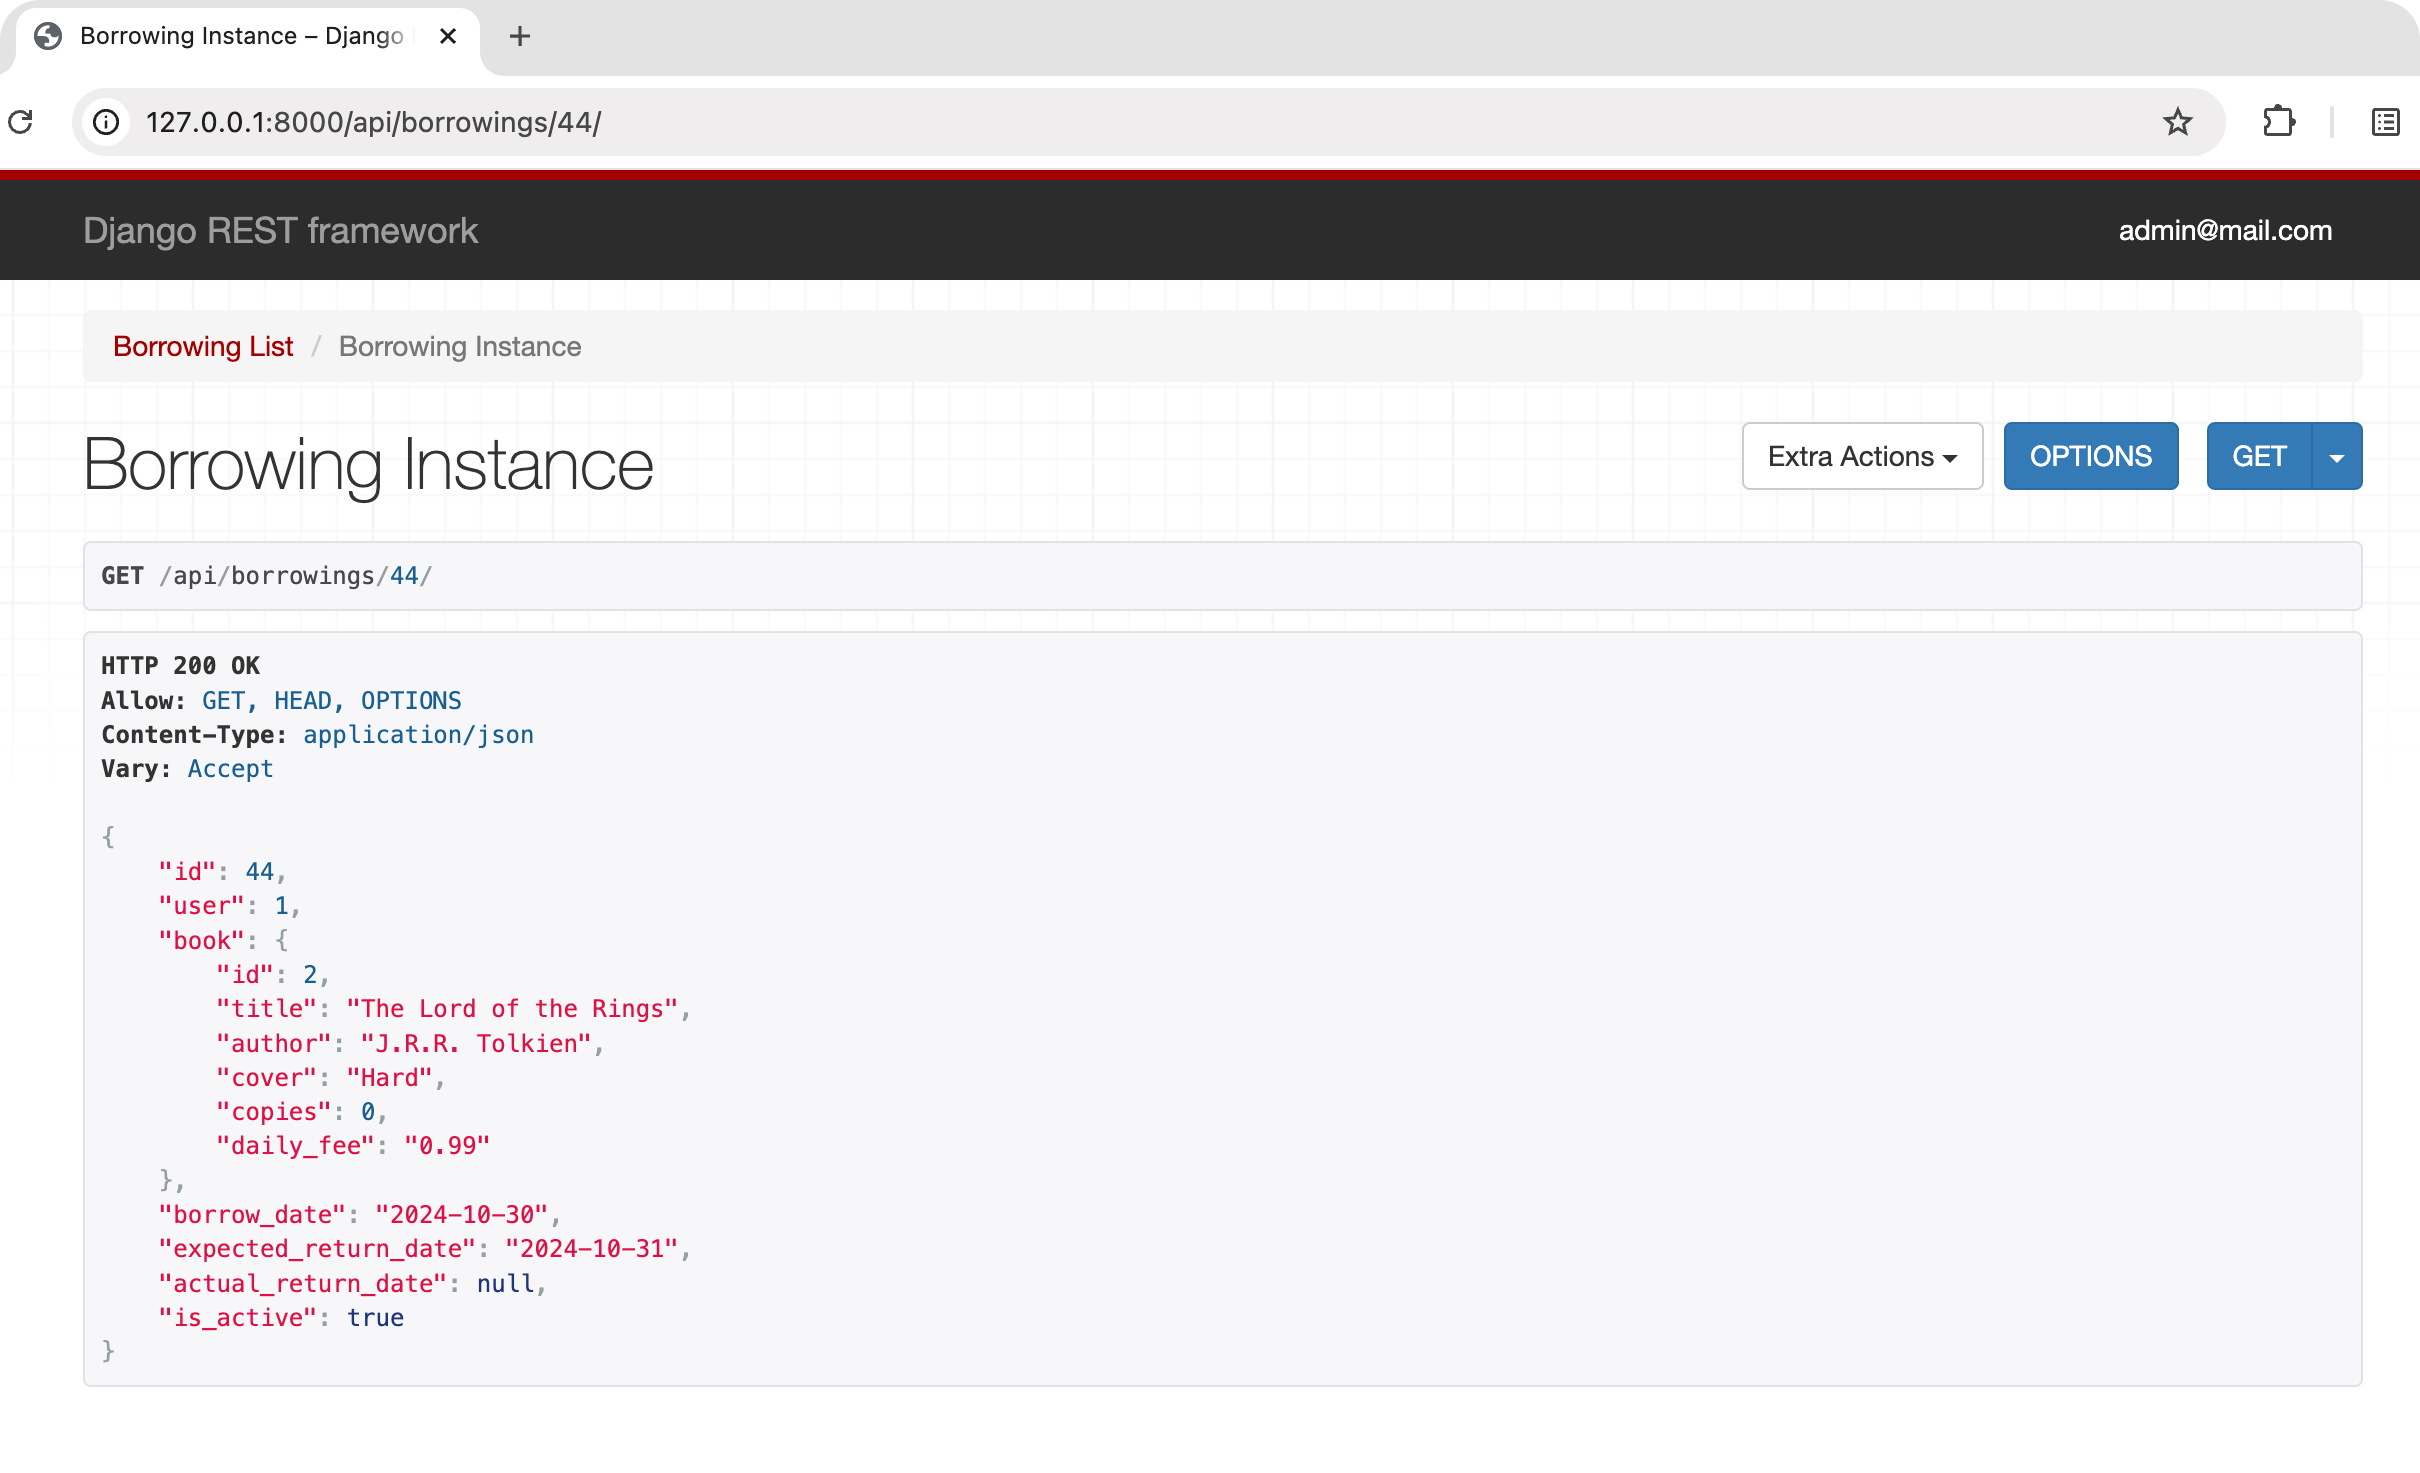 Borrowing Instance – Django
127.0.0.1:8000/api/borrowings/44/
Django REST framework
admin@mail.com
Borrowing List / Borrowing Instance
Borrowing Instance
Extra Actions
OPTIONS
GET
GET /api/borrowings/44/
HTTP 200 OK
Allow: GET, HEAD, OPTIONS
Content-Type: application/json
Vary: Accept
{
    "id": 44,
    "user": 1,
    "book": {
        "id": 2,
        "title": "The Lord of the Rings",
        "author": "J.R.R. Tolkien",
        "cover": "Hard",
        "copies": 0,
        "daily_fee": "0.99"
    },
    "borrow_date": "2024-10-30",
    "expected_return_date": "2024-10-31",
    "actual_return_date": null,
    "is_active": true
}